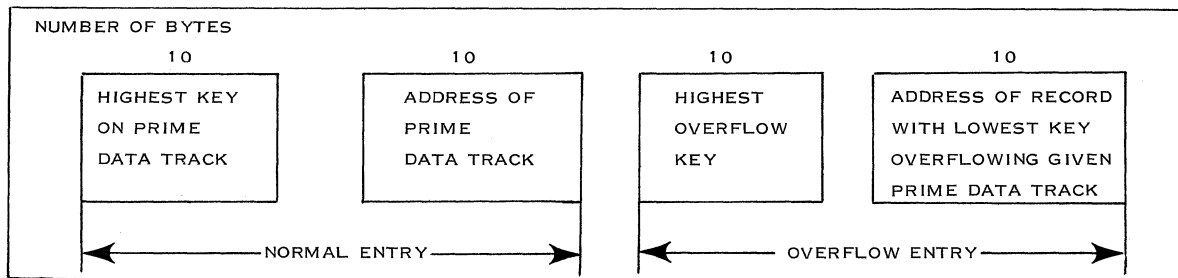 NUMBER OF BYTES
10
10
10
10
HIGHEST KEY
ON PRIME
DATA TRACK
ADDRESS OF
PRIME
DATA TRACK
HIGHEST
OVERFLOW
KEY
ADDRESS OF RECORD
WITH LOWEST KEY
OVERFLOWING GIVEN
PRIME DATA TRACK
NORMAL ENTRY
OVERFLOW ENTRY